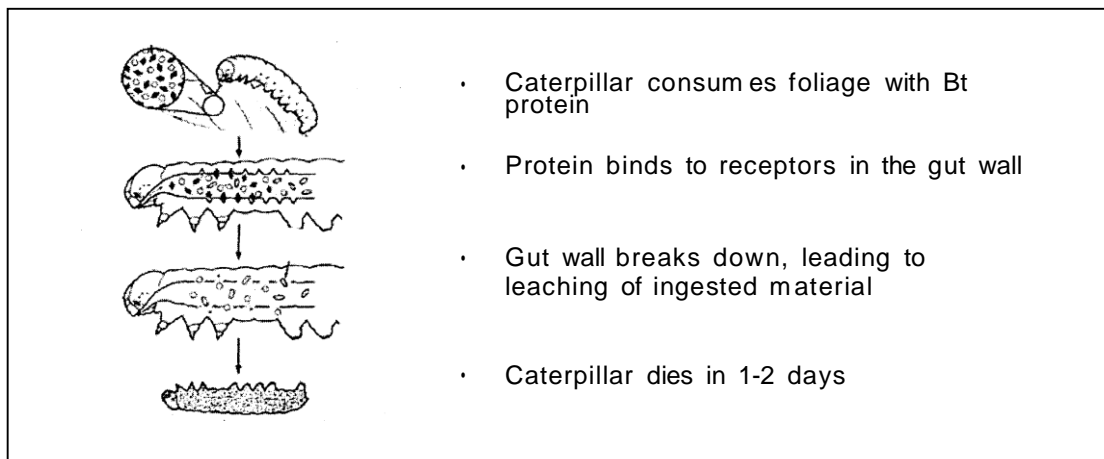 · Caterpillar consumes foliage with Bt
protein
· Protein binds to receptors in the gut wall
· Gut wall breaks down, leading to
leaching of ingested material
· Caterpillar dies in 1-2 days